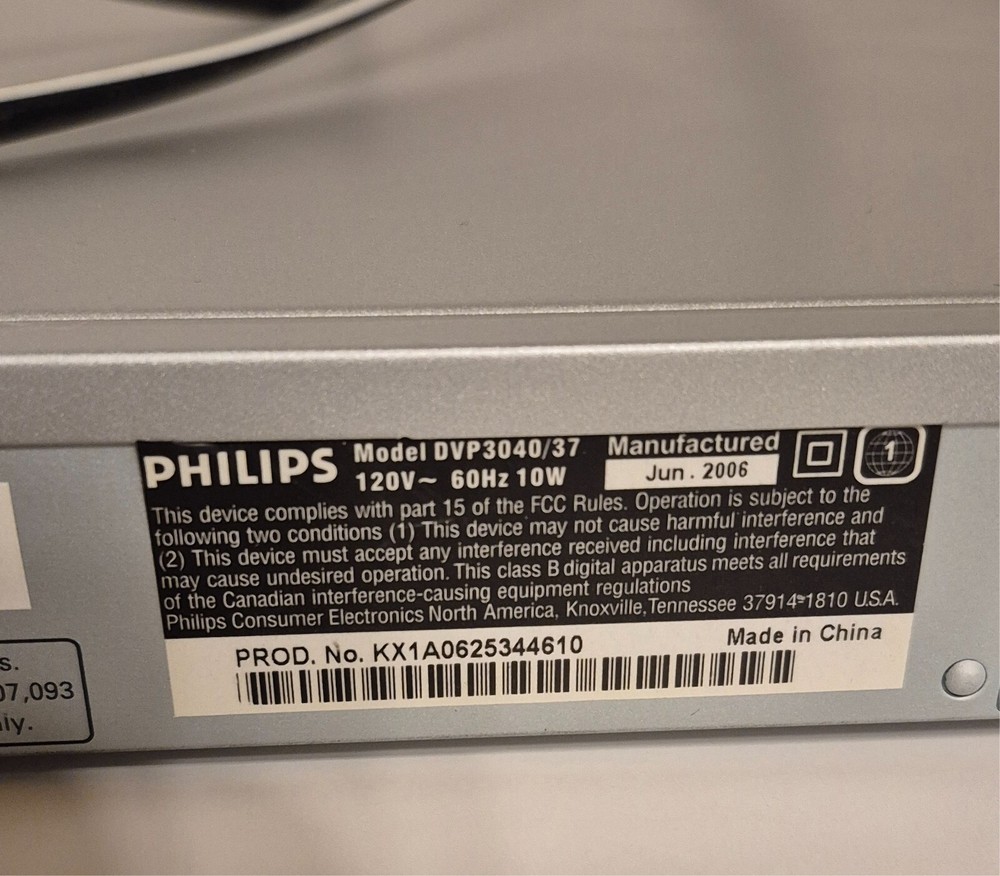 PHILIPS Model DVP3040/37 Manufactured
120V~ 60Hz 10W Jun. 2006
1
This device complies with part 15 of the FCC Rules. Operation is subject to the
following two conditions (1) This device may not cause harmful interference and
(2) This device must accept any interference received including interference that
may cause undesired operation. This class B digital apparatus meets all requirements
of the Canadian interference-causing equipment regulations
Philips Consumer Electronics North America, Knoxville, Tennessee 37914-1810 U.S.A.
PROD. No. KX1A0625344610 Made in China
s.
07,093